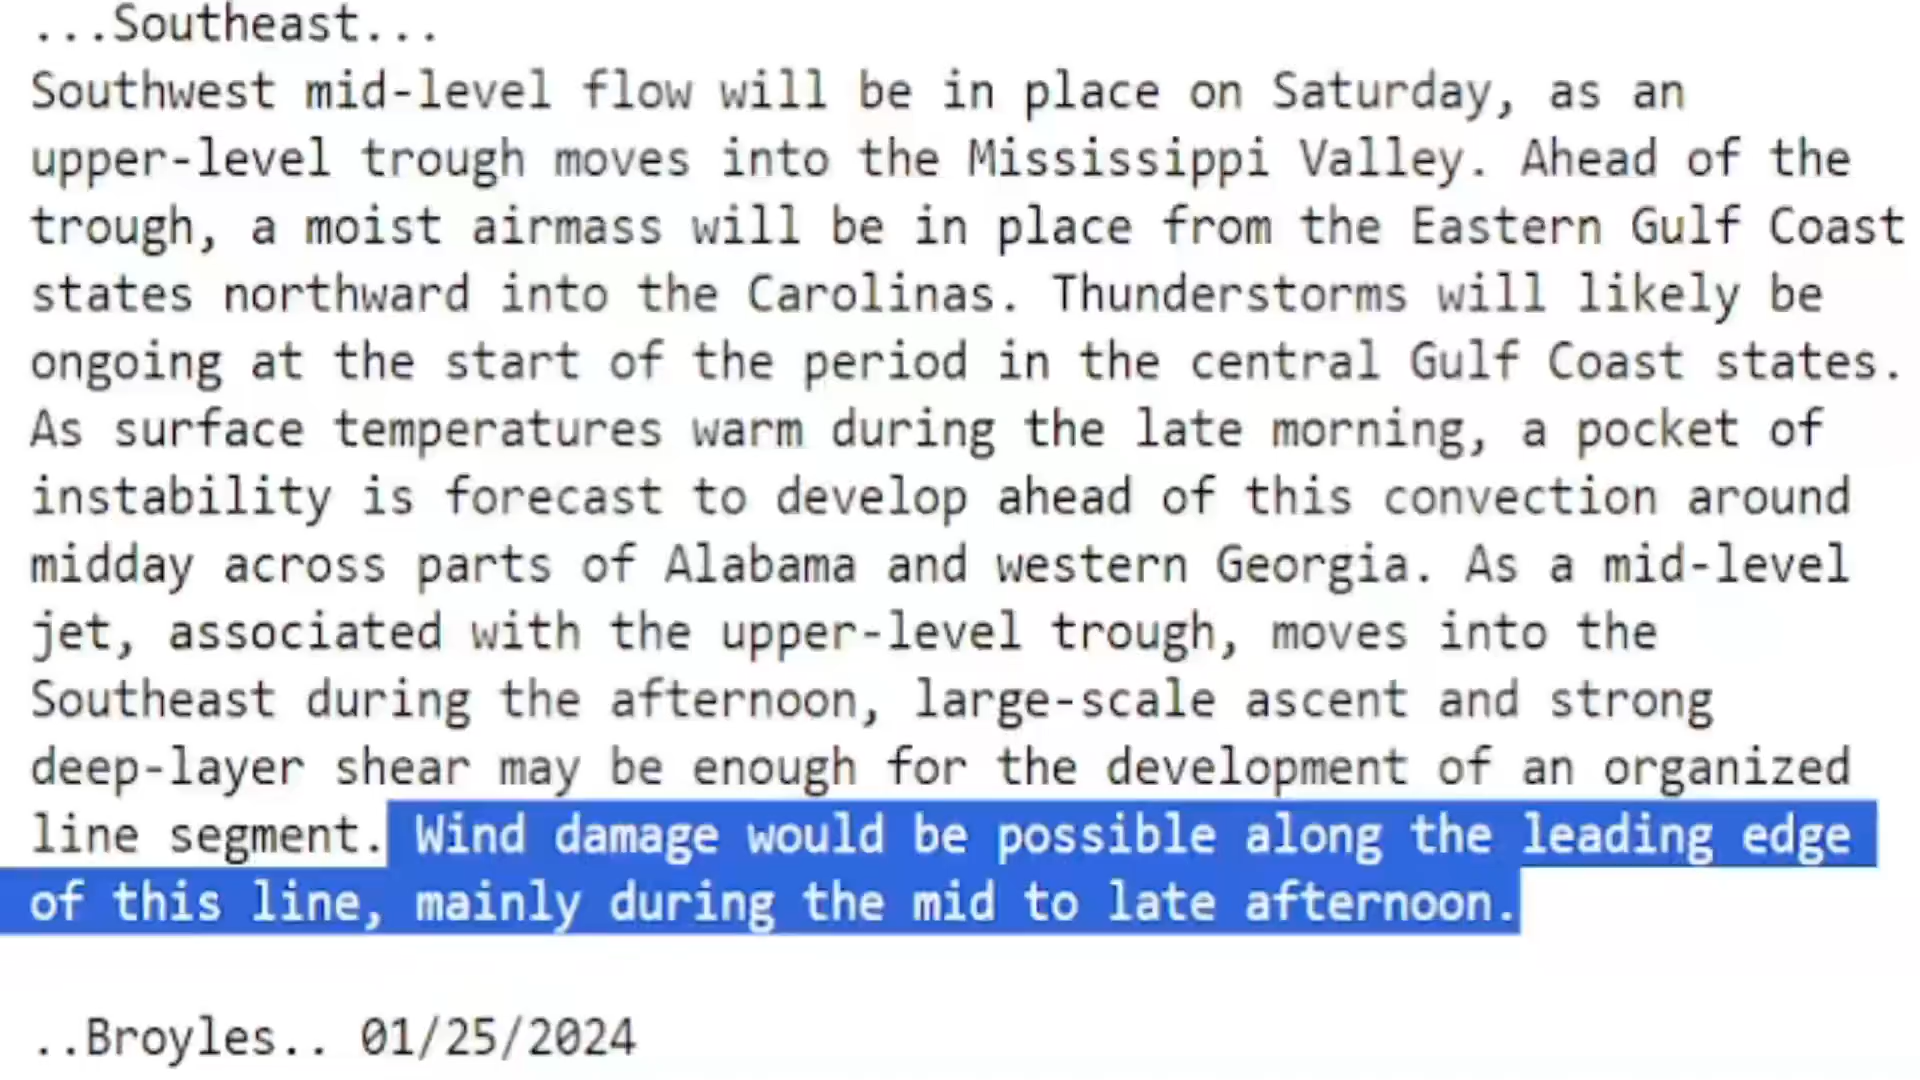 ...Southeast...
Southwest mid-level flow will be in place on Saturday, as an
upper-level trough moves into the Mississippi Valley. Ahead of the
trough, a moist airmass will be in place from the Eastern Gulf Coast
states northward into the Carolinas. Thunderstorms will likely be
ongoing at the start of the period in the central Gulf Coast states.
As surface temperatures warm during the late morning, a pocket of
instability is forecast to develop ahead of this convection around
midday across parts of Alabama and western Georgia. As a mid-level
jet, associated with the upper-level trough, moves into the
Southeast during the afternoon, large-scale ascent and strong
deep-layer shear may be enough for the development of an organized
line segment. Wind damage would be possible along the leading edge
of this line, mainly during the mid to late afternoon.
..Broyles.. 01/25/2024